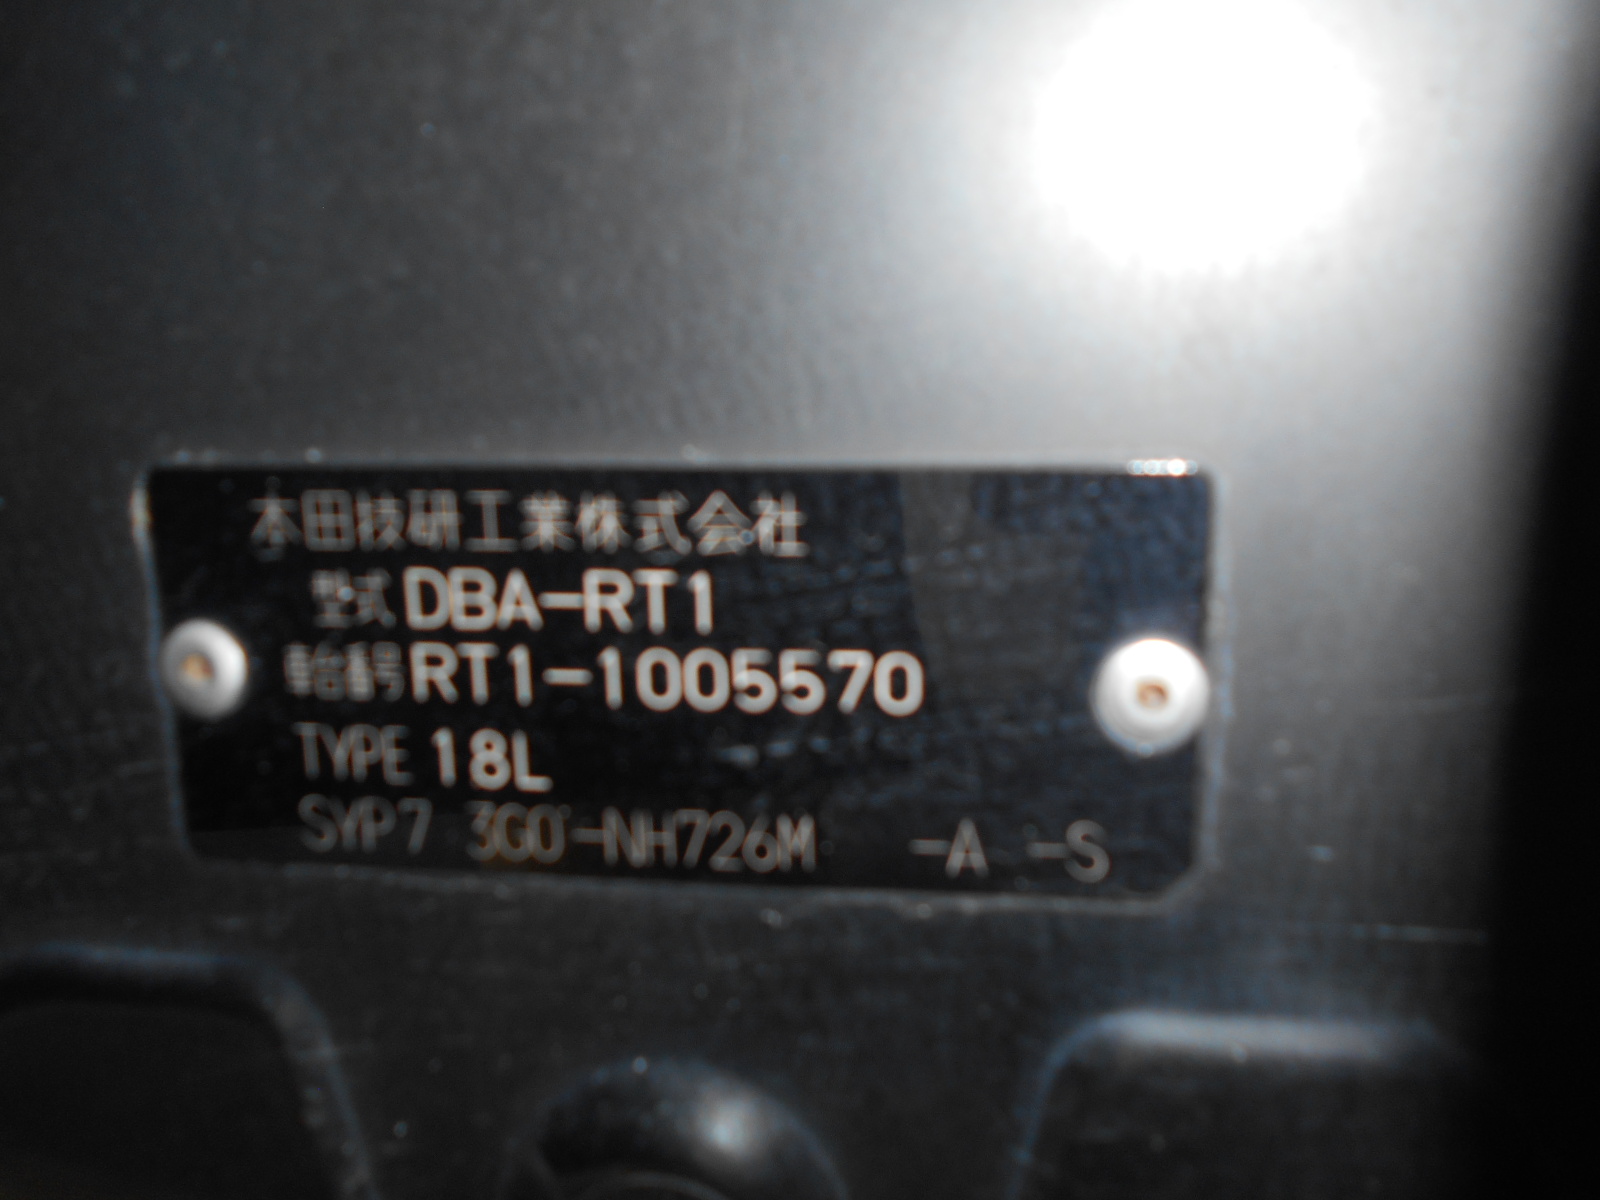 本田技研工業株式会社
型式 DBA-RT1
車台番号 RT1-1005570
TYPE 18L
SYP7 3G0-NH726M -A -S